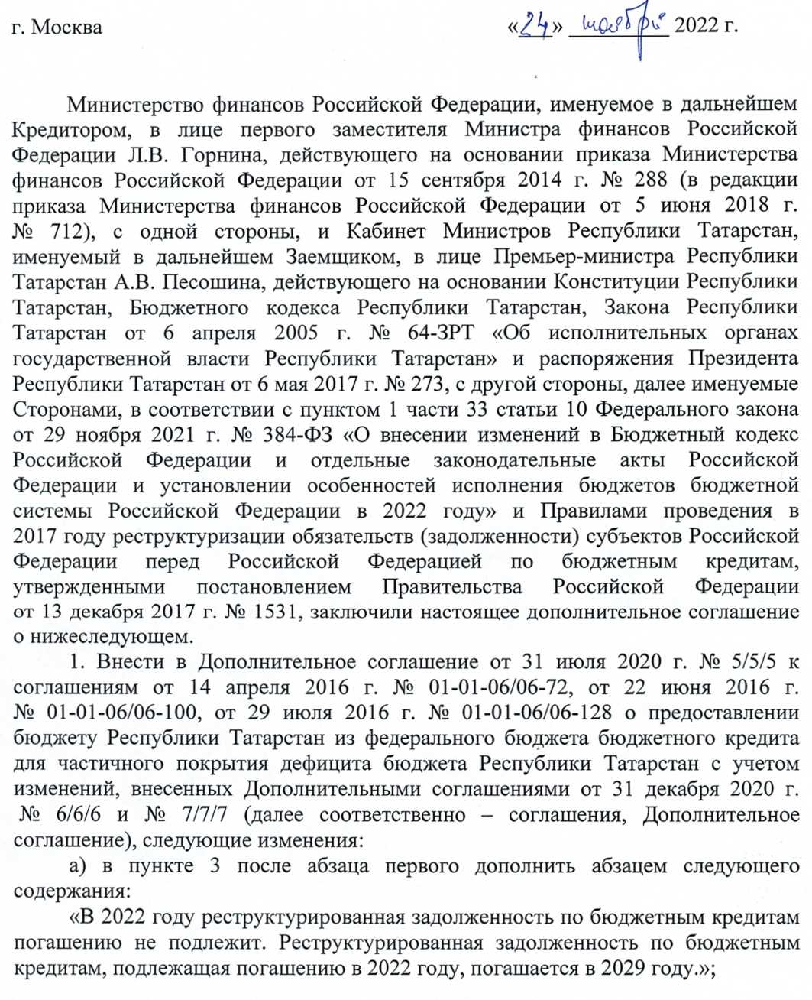 г. Москва «24» ноября 2022 г.
Министерство финансов Российской Федерации, именуемое в дальнейшем
Кредитором, в лице первого заместителя Министра финансов Российской
Федерации Л.В. Горнина, действующего на основании приказа Министерства
финансов Российской Федерации от 15 сентября 2014 г. № 288 (в редакции
приказа Министерства финансов Российской Федерации от 5 июня 2018 г.
№ 712), с одной стороны, и Кабинет Министров Республики Татарстан,
именуемый в дальнейшем Заемщиком, в лице Премьер-министра Республики
Татарстан А.В. Песошина, действующего на основании Конституции Республики
Татарстан, Бюджетного кодекса Республики Татарстан, Закона Республики
Татарстан от 6 апреля 2005 г. № 64-ЗРТ «Об исполнительных органах
государственной власти Республики Татарстан» и распоряжения Президента
Республики Татарстан от 6 мая 2017 г. № 273, с другой стороны, далее именуемые
Сторонами, в соответствии с пунктом 1 части 33 статьи 10 Федерального закона
от 29 ноября 2021 г. № 384-ФЗ «О внесении изменений в Бюджетный кодекс
Российской Федерации и отдельные законодательные акты Российской
Федерации и установлении особенностей исполнения бюджетов бюджетной
системы Российской Федерации в 2022 году» и Правилами проведения в
2017 году реструктуризации обязательств (задолженности) субъектов Российской
Федерации перед Российской Федерацией по бюджетным кредитам,
утвержденными постановлением Правительства Российской Федерации
от 13 декабря 2017 г. № 1531, заключили настоящее дополнительное соглашение
о нижеследующем.
1. Внести в Дополнительное соглашение от 31 июля 2020 г. № 5/5/5 к
соглашениям от 14 апреля 2016 г. № 01-01-06/06-72, от 22 июня 2016 г.
№ 01-01-06/06-100, от 29 июля 2016 г. № 01-01-06/06-128 о предоставлении
бюджету Республики Татарстан из федерального бюджета бюджетного кредита
для частичного покрытия дефицита бюджета Республики Татарстан с учетом
изменений, внесенных Дополнительными соглашениями от 31 декабря 2020 г.
№ 6/6/6 и № 7/7/7 (далее соответственно – соглашения, Дополнительное
соглашение), следующие изменения:
а) в пункте 3 после абзаца первого дополнить абзацем следующего
содержания:
«В 2022 году реструктурированная задолженность по бюджетным кредитам
погашению не подлежит. Реструктурированная задолженность по бюджетным
кредитам, подлежащая погашению в 2022 году, погашается в 2029 году.»;